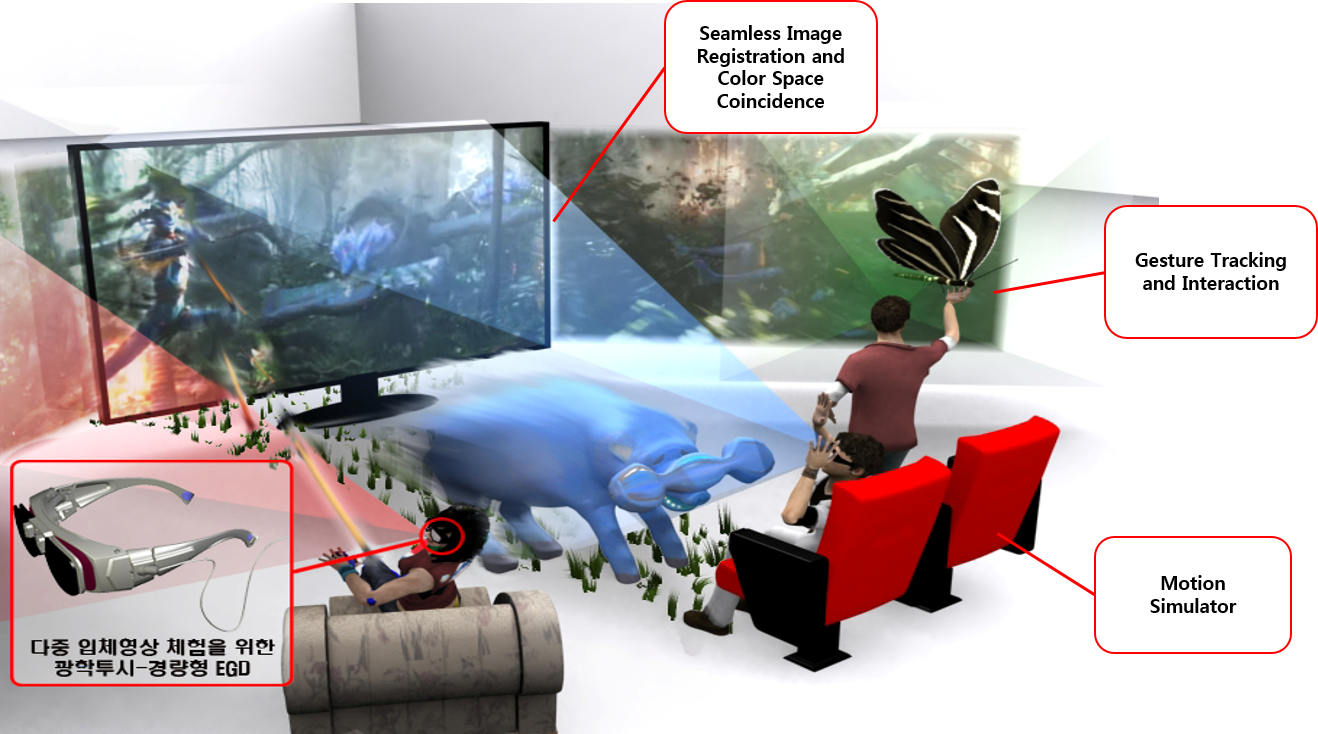 Seamless Image
Registration and
Color Space
Coincidence
Gesture Tracking
and Interaction
Motion
Simulator
다중 입체영상 체험을 위한
광학투시-경량형 EGD